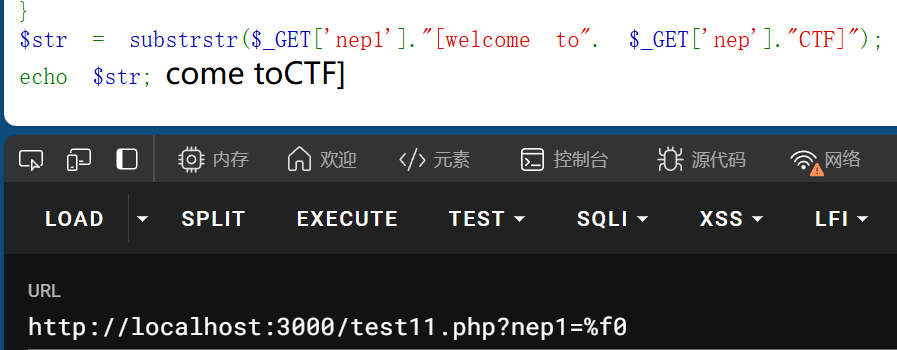 }
$str = substrstr($_GET['nep1']."[welcome to". $_GET['nep']."CTF]");
echo $str; come toCTF]
内存 欢迎 元素 控制台 源代码 网络
LOAD SPLIT EXECUTE TEST SQLI XSS LFI
URL
http://localhost:3000/test11.php?nep1=%f0